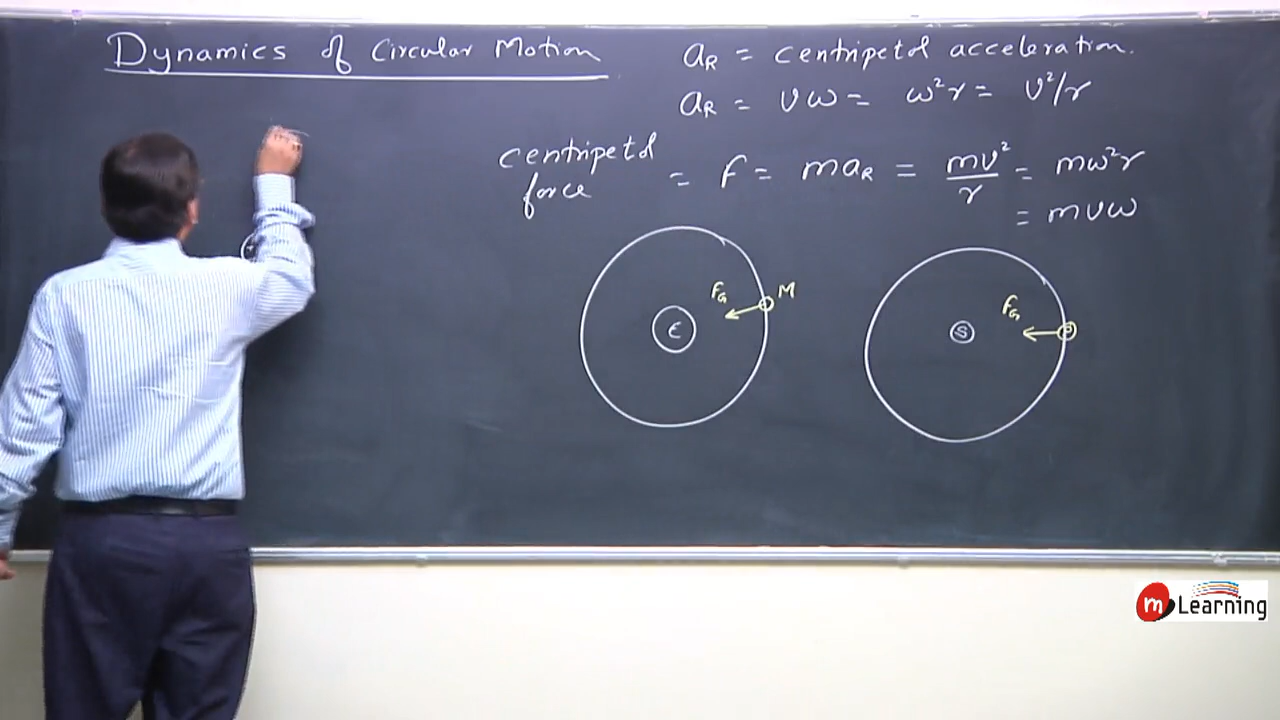 Dynamics of Circular Motion
a_R = centripetal acceleration.
a_R = vω = ω²r = v²/r
centripetal force = F = ma_R = mv²/r = mω²r
= mvω
F_G M
E
F_G
S P
m Learning